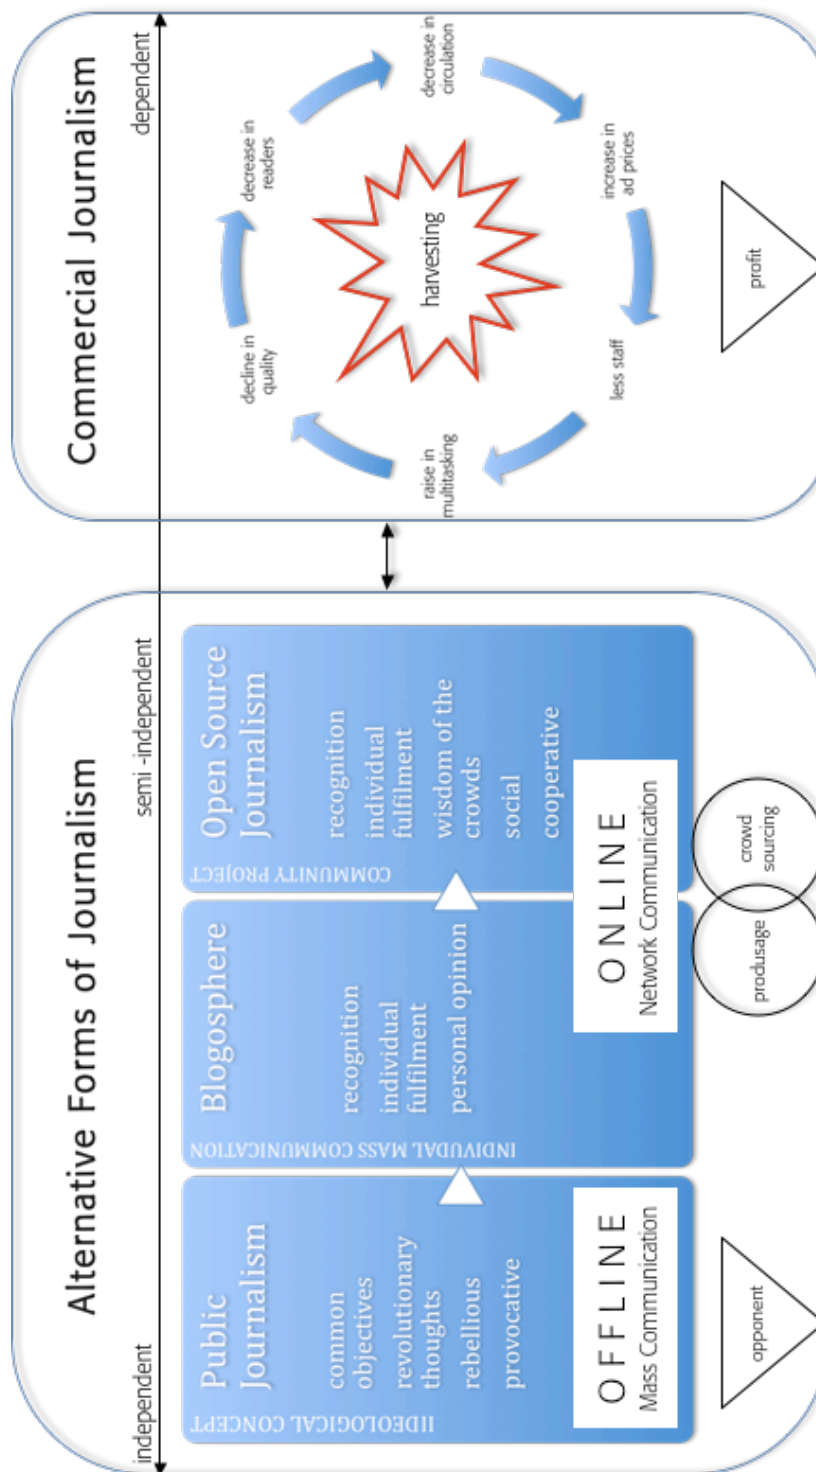 Alternative Forms of Journalism
independent
semi -independent
Public
Journalism
common
objectives
revolutionary
thoughts
rebellious
provocative
IIDEOLOGICAL CONCEPT
OFFLINE
Mass Communication
opponent
Blogosphere
recognition
individual
fulfilment
personal opinion
INDIVUDAL MASS COMMUNICATION
Open Source
Journalism
recognition
individual
fulfilment
wisdom of the
crowds
social
cooperative
COMMUNITY PROJECT
ONLINE
Network Communication
produsage
crowd
sourcing
Commercial Journalism
dependent
decline in
quality
decrease in
readers
decrease in
circulation
increase in
ad prices
less staff
raise in
multitasking
harvesting
profit